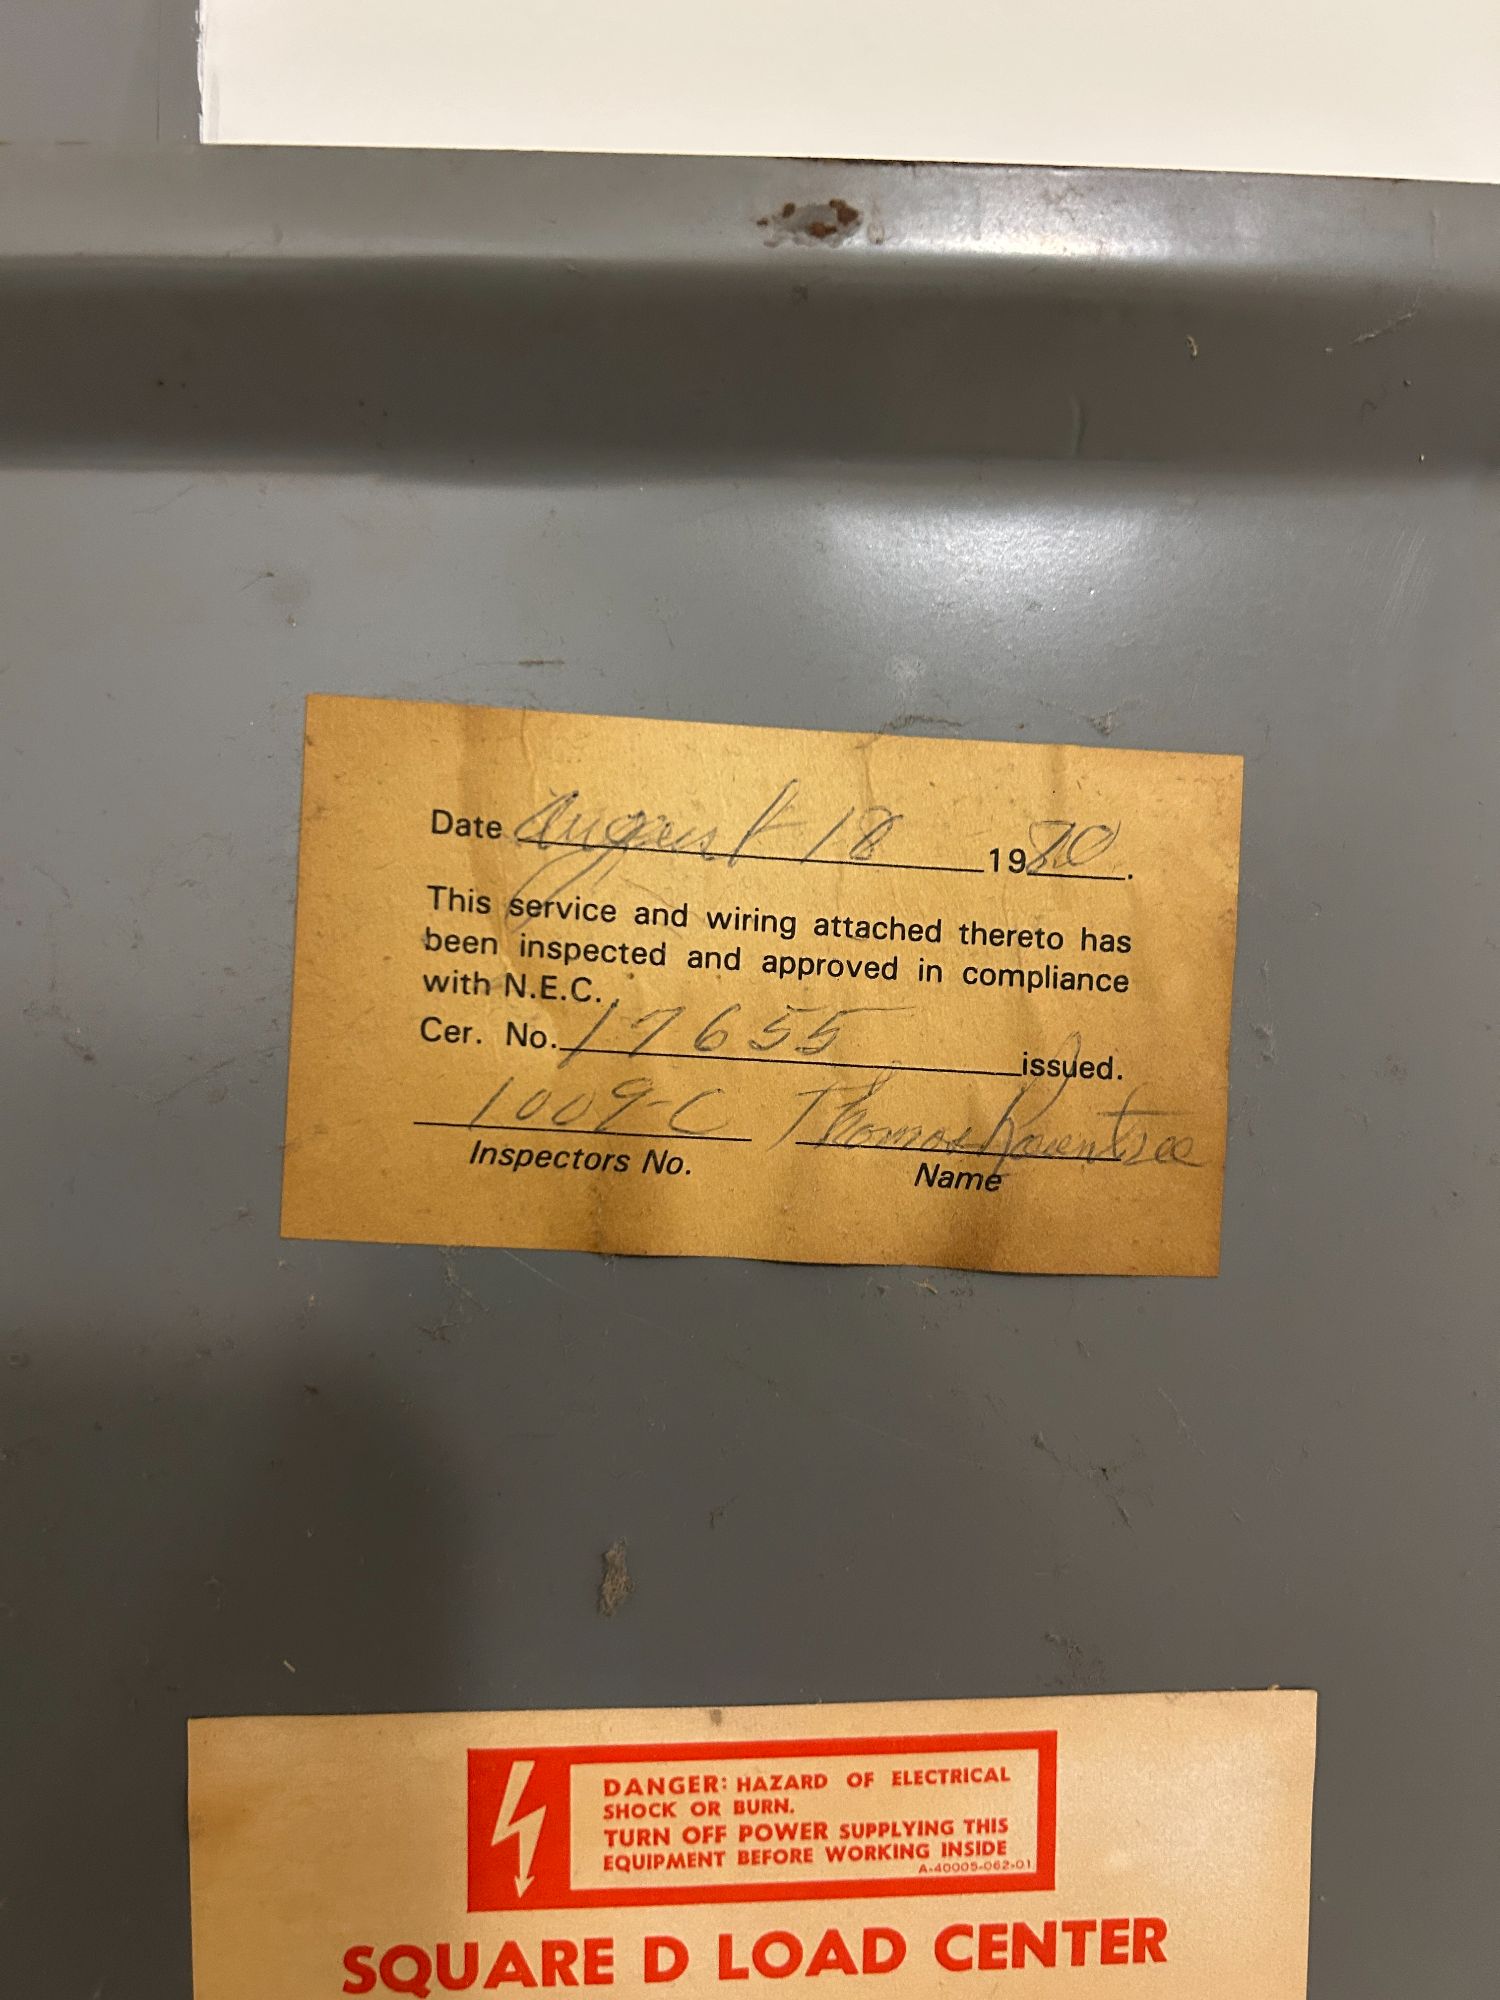 Date August 18 1980.
This service and wiring attached thereto has
been inspected and approved in compliance
with N.E.C.
Cer. No. 17655 issued.
1009-C Thomas Rowntree
Inspectors No. Name
DANGER: HAZARD OF ELECTRICAL
SHOCK OR BURN.
TURN OFF POWER SUPPLYING THIS
EQUIPMENT BEFORE WORKING INSIDE
A-40005-062-01
SQUARE D LOAD CENTER